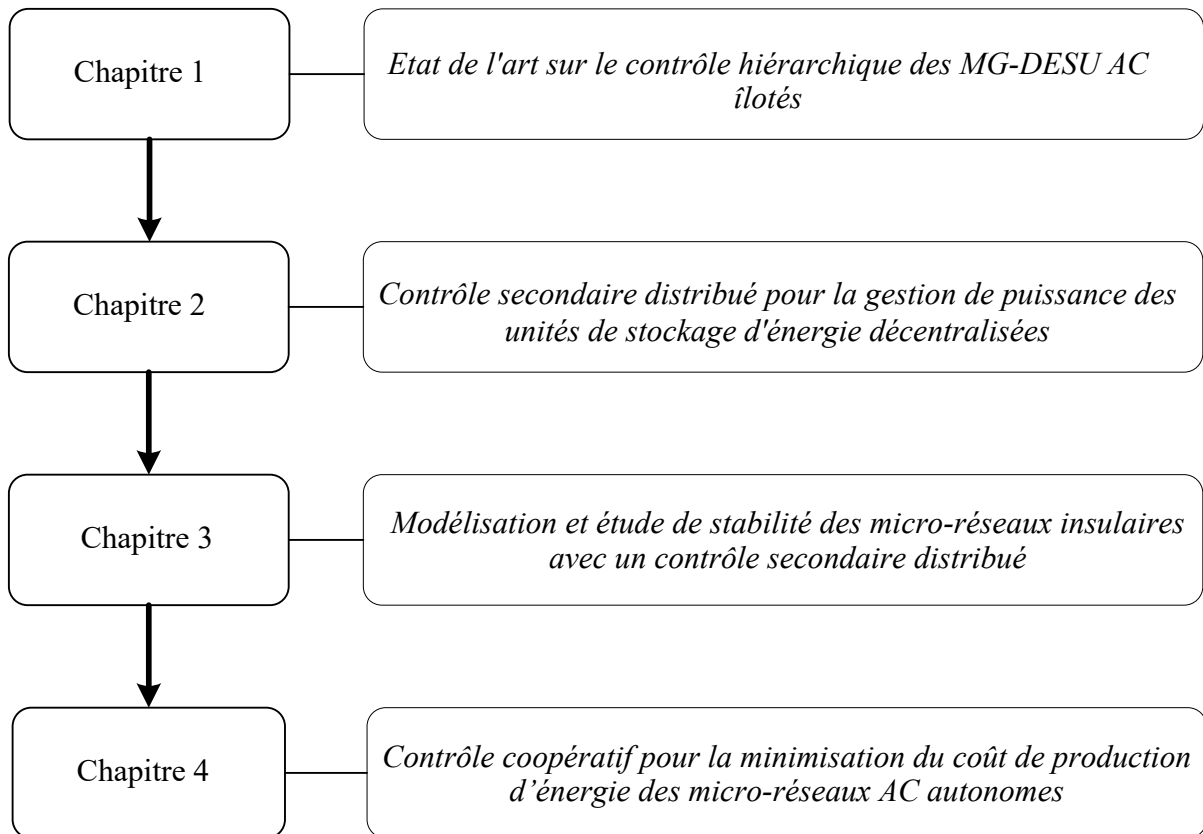 Chapitre 1
Etat de l'art sur le contrôle hiérarchique des MG-DESU AC
îlotés
Chapitre 2
Contrôle secondaire distribué pour la gestion de puissance des
unités de stockage d'énergie décentralisées
Chapitre 3
Modélisation et étude de stabilité des micro-réseaux insulaires
avec un contrôle secondaire distribué
Chapitre 4
Contrôle coopératif pour la minimisation du coût de production
d’énergie des micro-réseaux AC autonomes